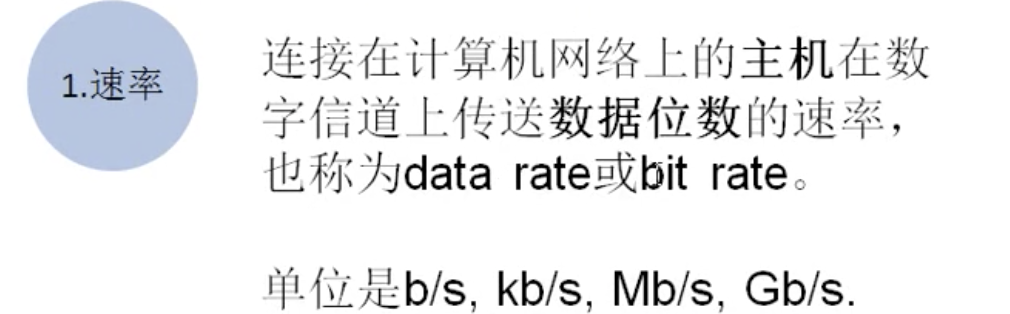 1.速率
连接在计算机网络上的主机在数
字信道上传送数据位数的速率，
也称为data rate或bit rate。
单位是b/s, kb/s, Mb/s, Gb/s.